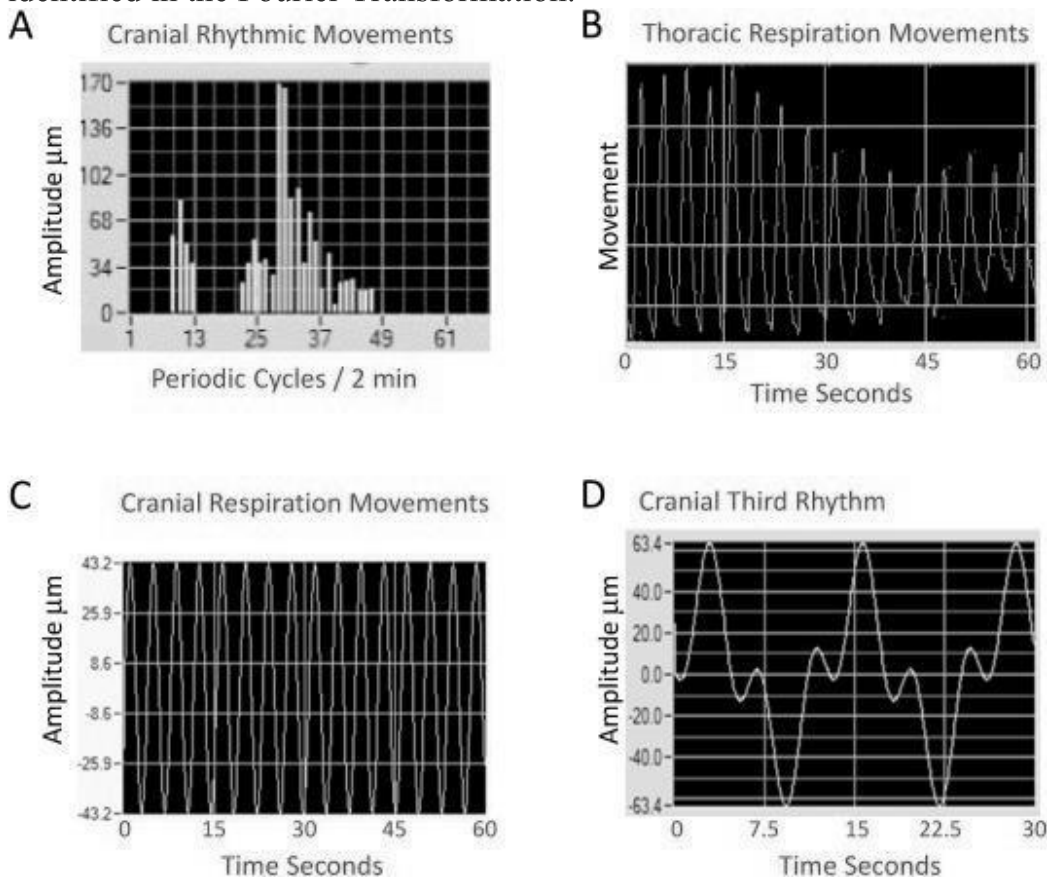 identified in the Fourier Transformation.
A
Cranial Rhythmic Movements
170
136
102
68
34
0
1 13 25 37 49 61
Amplitude µm
Periodic Cycles / 2 min
B
Thoracic Respiration Movements
Movement
0 15 30 45 60
Time Seconds
C
Cranial Respiration Movements
43.2
25.9
8.6
-8.6
-25.9
-43.2
0 15 30 45 60
Amplitude µm
Time Seconds
D
Cranial Third Rhythm
63.4
40.0
20.0
0.0
-20.0
-40.0
-63.4
0 7.5 15 22.5 30
Amplitude µm
Time Seconds